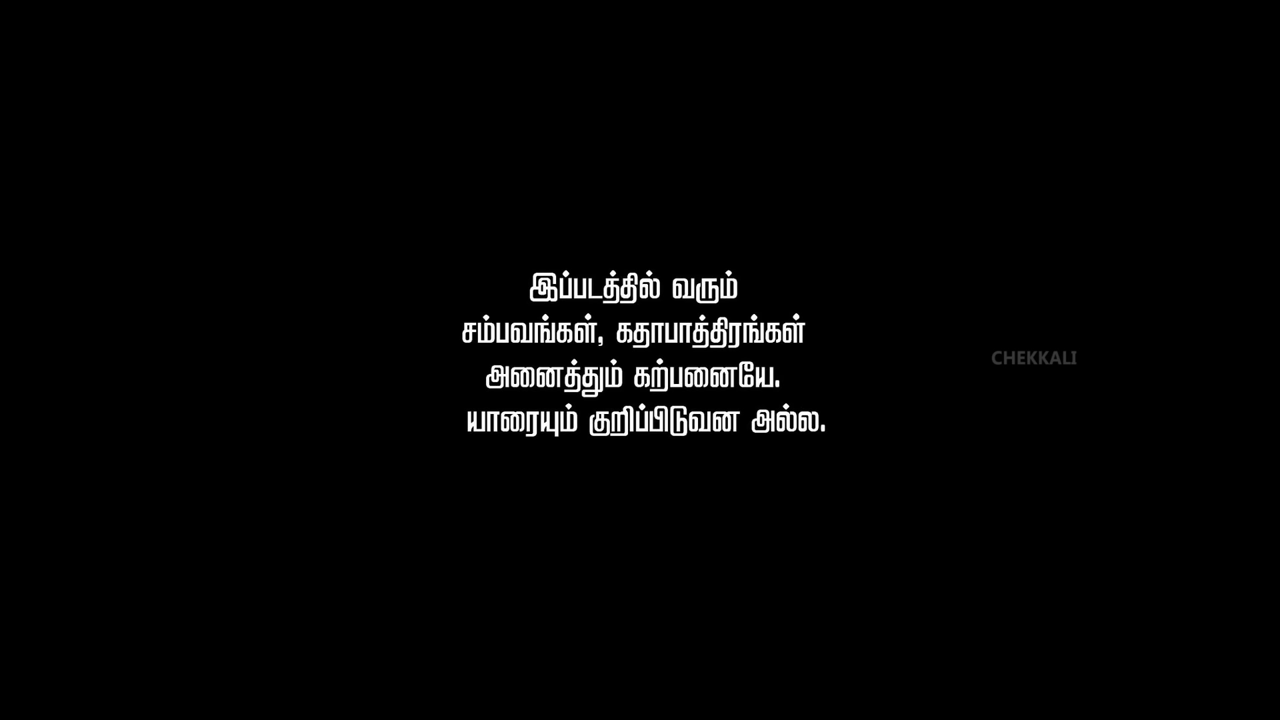 இப்படத்தில் வரும்
சம்பவங்கள், கதாபாத்திரங்கள்
அனைத்தும் கற்பனையே.
யாரையும் குறிப்பிடுவன அல்ல.
CHEKKALI